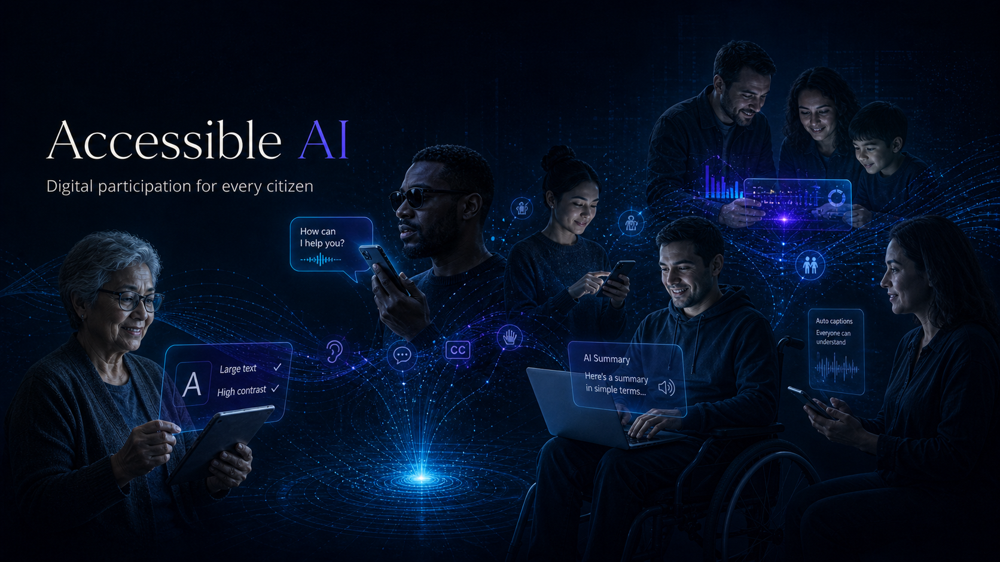 Accessible AI
Digital participation for every citizen
How can
I help you?
A
Large text
High contrast
CC
AI Summary
Here's a summary
in simple terms...
Auto captions
Everyone can
understand